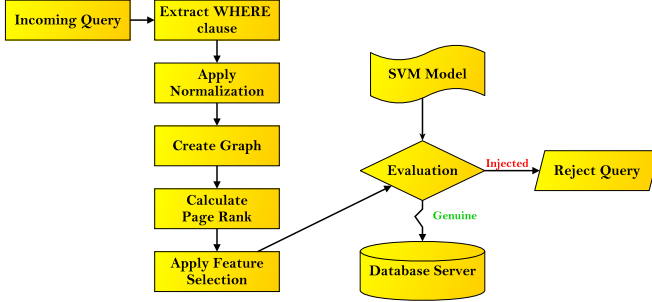 Incoming Query
Extract WHERE
clause
Apply
Normalization
Create Graph
Calculate
Page Rank
Apply Feature
Selection
SVM Model
Evaluation
Injected
Reject Query
Genuine
Database Server